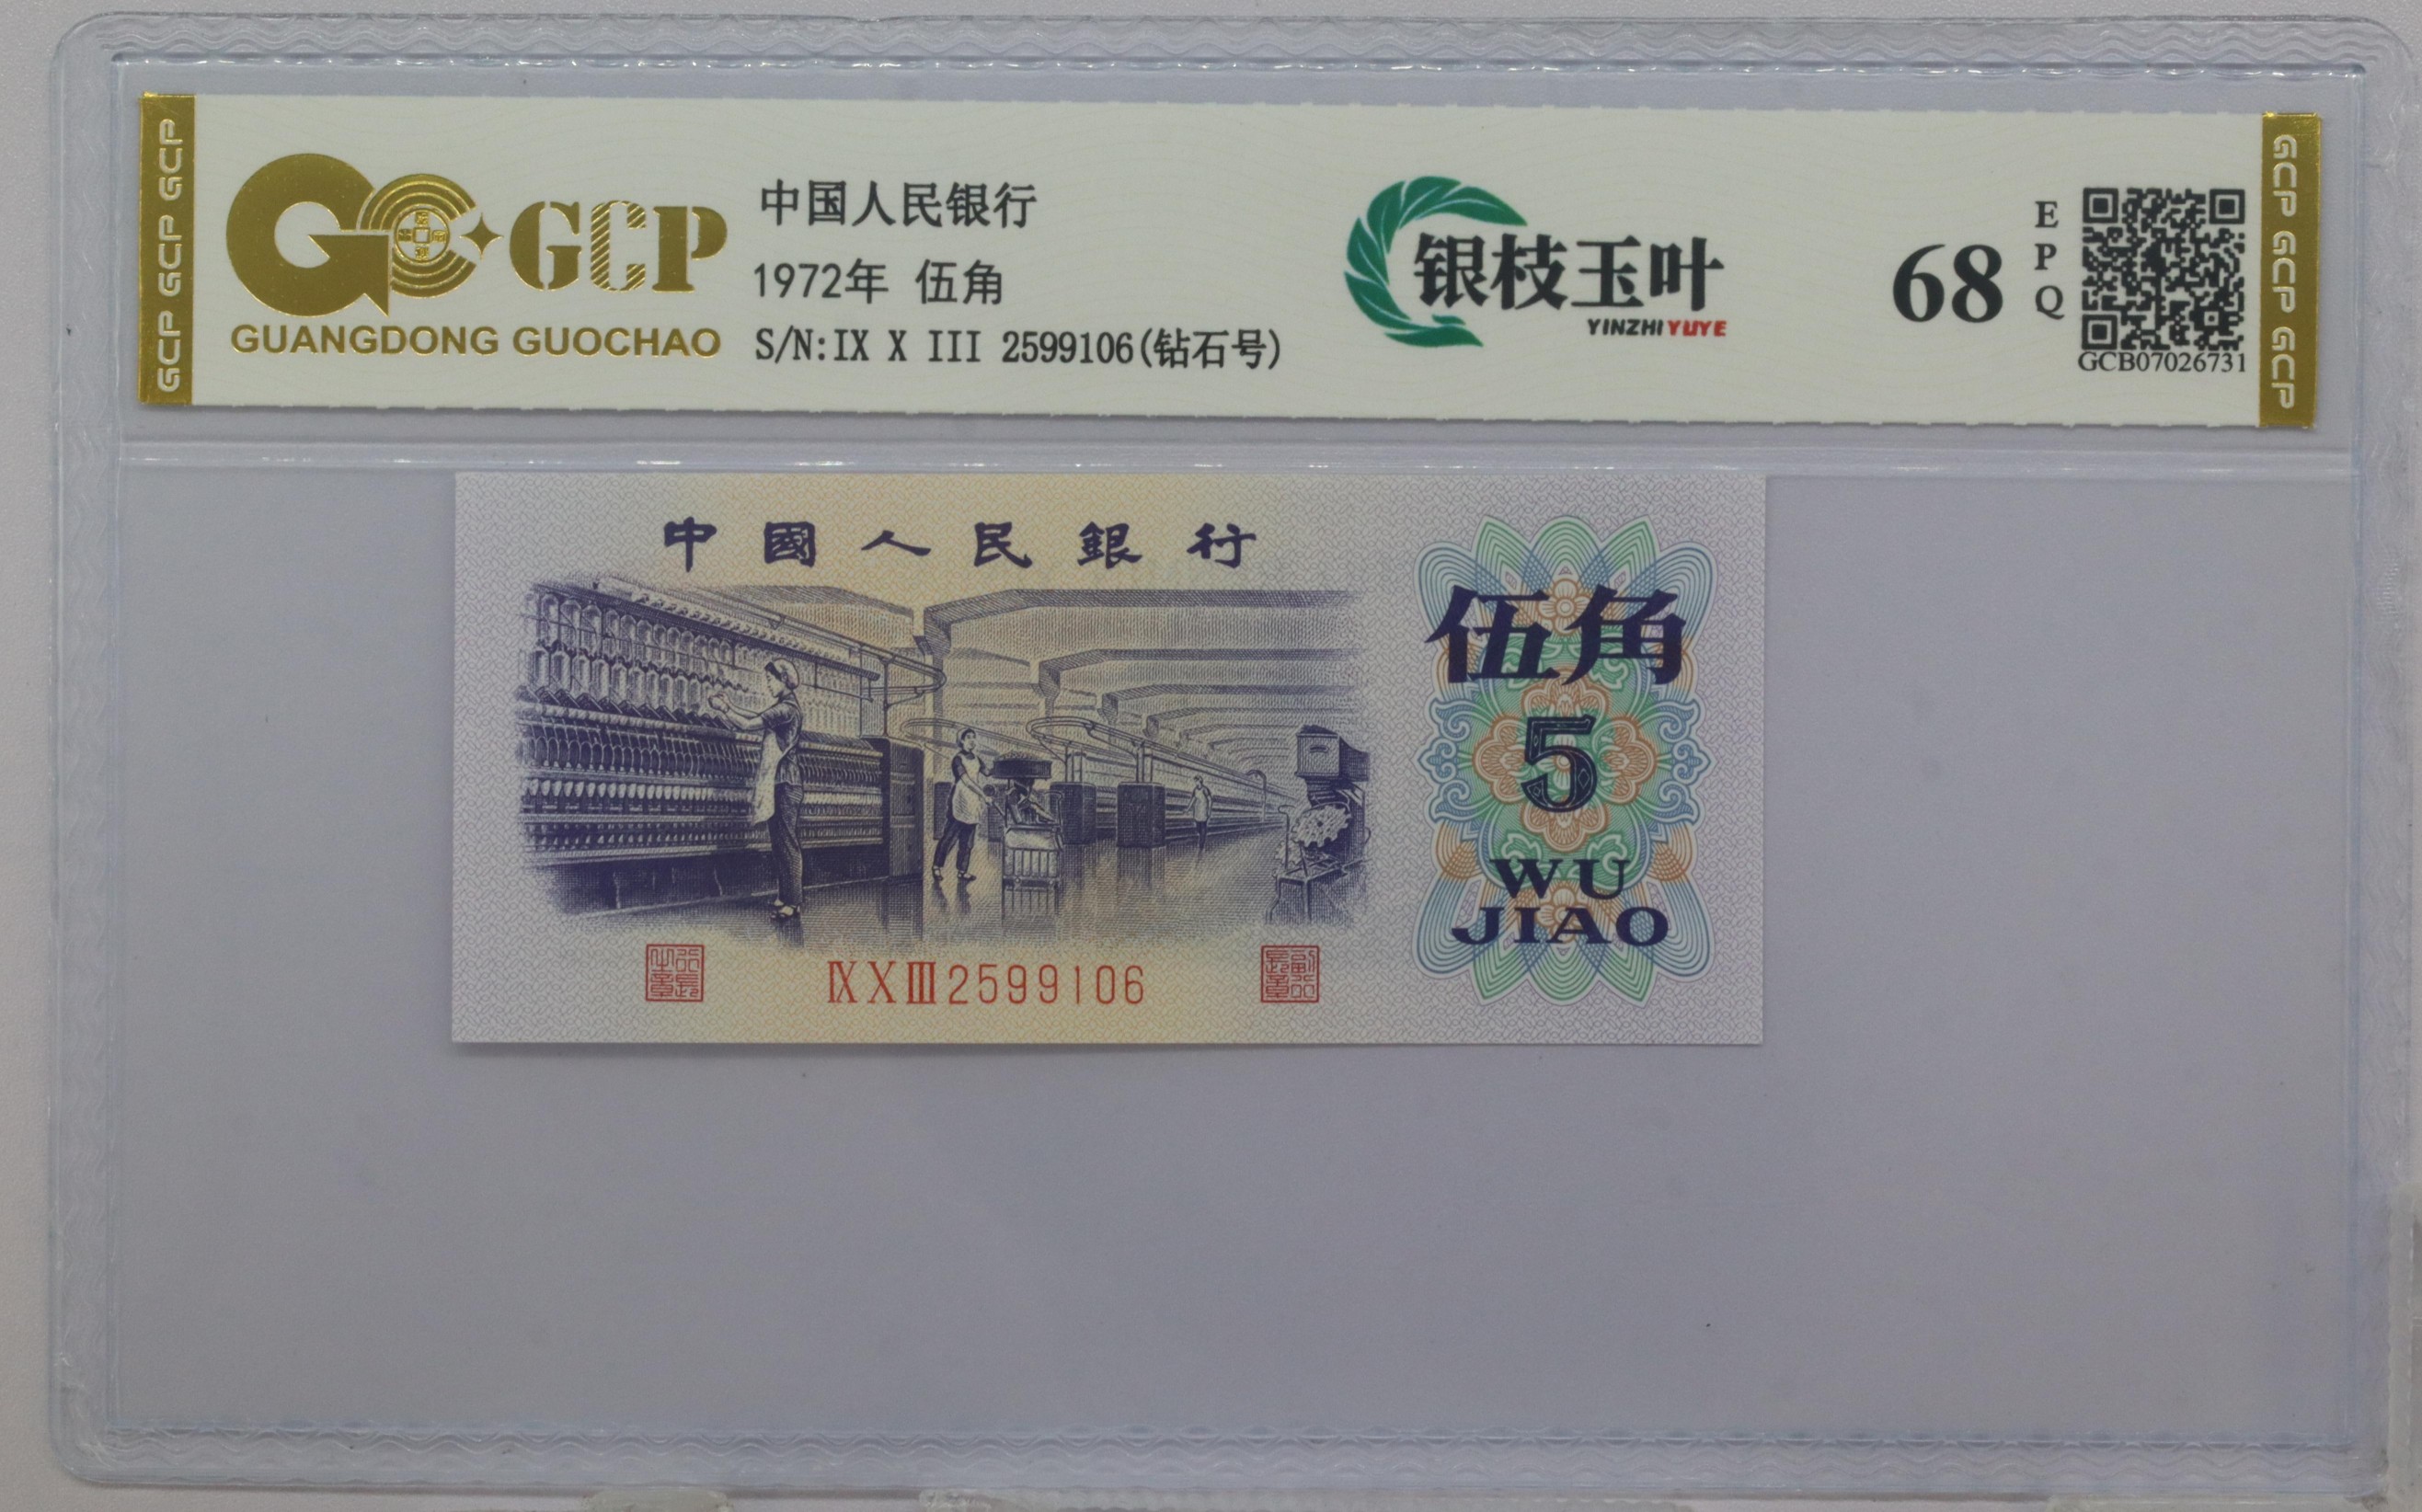 GCP GCP GCP
GCP
GUANGDONG GUOCHAO
中国人民银行
1972年 伍角
S/N:IX X III 2599106(钻石号)
银枝玉叶
YINZHIYUYE
68
EPQ
GCB07026731
GCP GCP GCP
中國人民銀行
伍角
5
WU
JIAO
ⅨⅩⅢ2599106